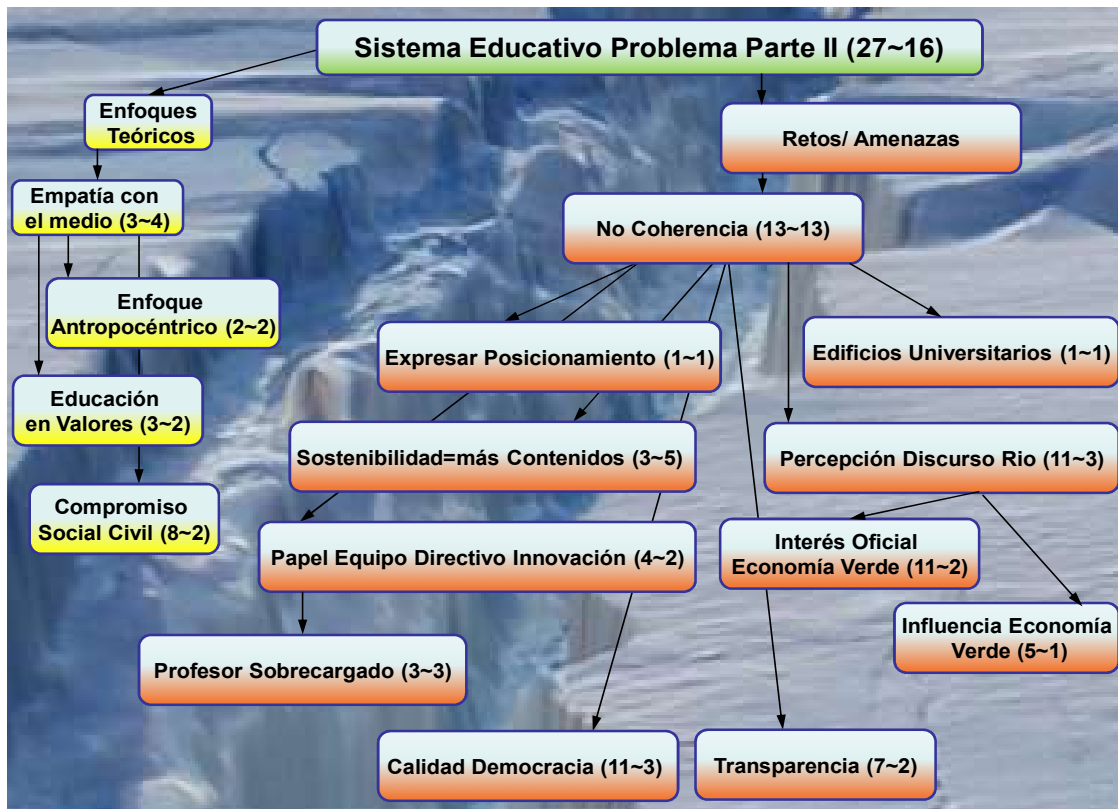 Sistema Educativo Problema Parte II (27~16)
Enfoques
Teóricos
Retos/ Amenazas
Empatía con
el medio (3~4)
No Coherencia (13~13)
Enfoque
Antropocéntrico (2~2)
Expresar Posicionamiento (1~1)
Edificios Universitarios (1~1)
Educación
en Valores (3~2)
Sostenibilidad=más Contenidos (3~5)
Percepción Discurso Rio (11~3)
Compromiso
Social Civil (8~2)
Papel Equipo Directivo Innovación (4~2)
Interés Oficial
Economía Verde (11~2)
Influencia Economía
Verde (5~1)
Profesor Sobrecargado (3~3)
Calidad Democracia (11~3)
Transparencia (7~2)